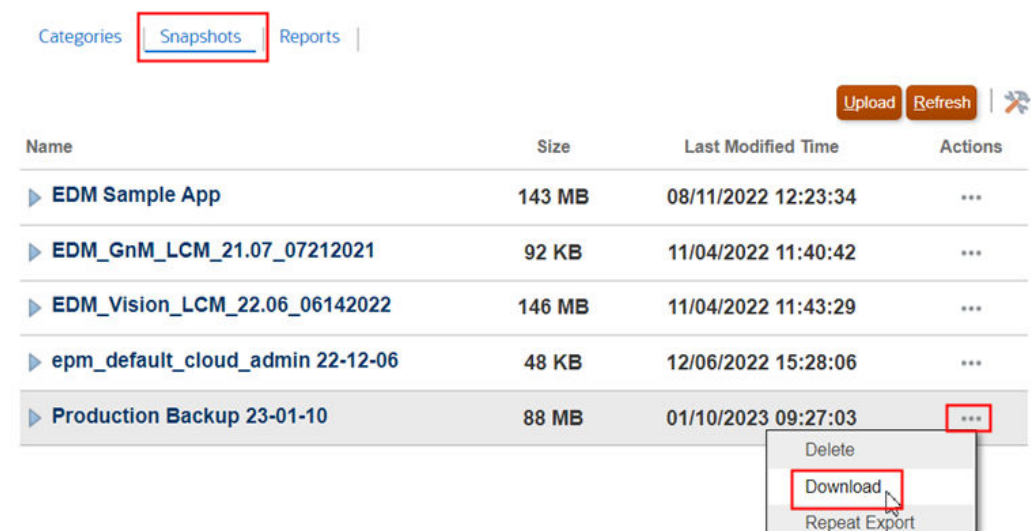 Categories Snapshots Reports
Upload Refresh
Name Size Last Modified Time Actions
EDM Sample App 143 MB 08/11/2022 12:23:34
EDM_GnM_LCM_21.07_07212021 92 KB 11/04/2022 11:40:42
EDM_Vision_LCM_22.06_06142022 146 MB 11/04/2022 11:43:29
epm_default_cloud_admin 22-12-06 48 KB 12/06/2022 15:28:06
Production Backup 23-01-10 88 MB 01/10/2023 09:27:03
Delete
Download
Repeat Export